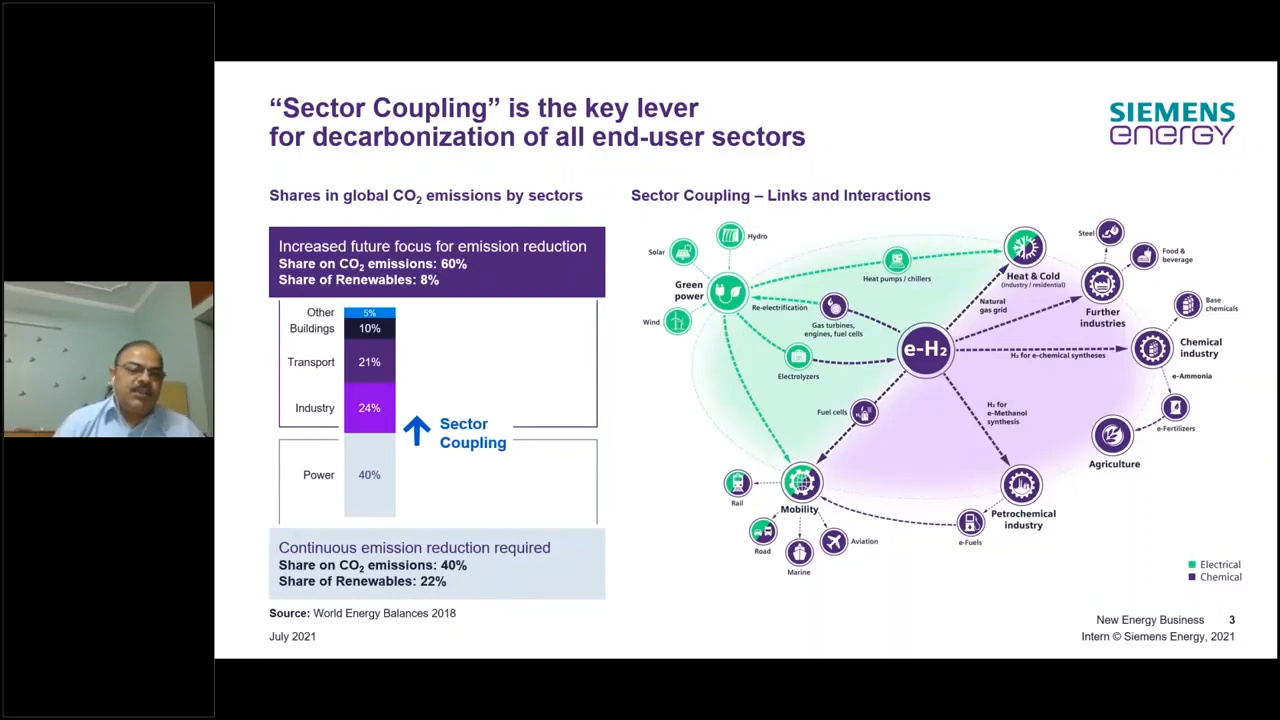 “Sector Coupling” is the key lever
for decarbonization of all end-user sectors
SIEMENS
energy
Shares in global CO₂ emissions by sectors
Increased future focus for emission reduction
Share on CO₂ emissions: 60%
Share of Renewables: 8%
Other 5%
Buildings 10%
Transport 21%
Industry 24%
Power 40%
Sector
Coupling
Continuous emission reduction required
Share on CO₂ emissions: 40%
Share of Renewables: 22%
Source: World Energy Balances 2018
July 2021
Sector Coupling – Links and Interactions
Hydro
Solar
Green
power
Wind
Heat pumps / chillers
Re-electrification
Gas turbines,
engines, fuel cells
Electrolyzers
e-H₂
Heat & Cold
(industry / residential)
Natural
gas grid
Steel
Food &
beverage
Further
industries
Base
chemicals
Chemical
industry
H₂ for e-chemical syntheses
e-Ammonia
e-Fertilizers
Agriculture
H₂ for
e-Methanol
synthesis
Fuel cells
H₂
Petrochemical
industry
e-Fuels
Mobility
Rail
Road
Marine
Aviation
Electrical
Chemical
New Energy Business 3
Intern © Siemens Energy, 2021